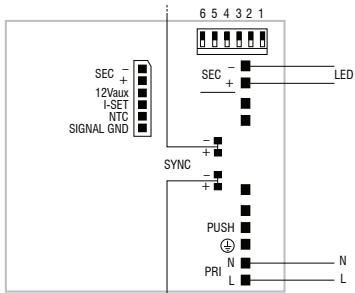 6 5 4 3 2 1
SEC –
+
12Vaux
I-SET
NTC
SIGNAL GND
SEC –
+
LED
–
+
SYNC
–
+
PUSH
PRI N
L
N
L